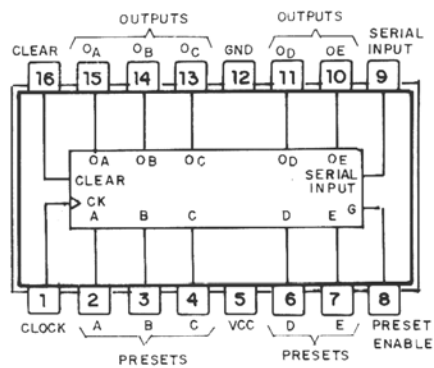 OUTPUTS OUTPUTS
CLEAR OA OB OC GND OD OE SERIAL INPUT
16 15 14 13 12 11 10 9
OA OB OC OD OE
CLEAR SERIAL INPUT
CK G
A B C D E
1 2 3 4 5 6 7 8
CLOCK A B C VCC D E PRESET ENABLE
PRESETS PRESETS